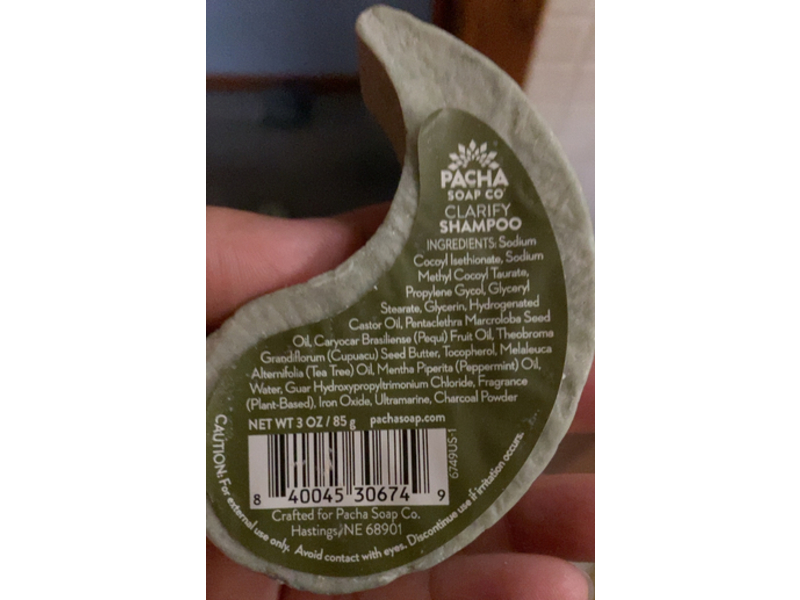 PACHA
SOAP CO
CLARIFY
SHAMPOO
INGREDIENTS: Sodium
Cocoyl Isethionate, Sodium
Methyl Cocoyl Taurate,
Propylene Gycol, Glyceryl
Stearate, Glycerin, Hydrogenated
Castor Oil, Pentaclethra Marcroloba Seed
Oil, Caryocar Brasiliense (Pequi) Fruit Oil, Theobroma
Grandiflorum (Cupuacu) Seed Butter, Tocopherol, Melaleuca
Alternifolia (Tea Tree) Oil, Mentha Piperita (Peppermint) Oil,
Water, Guar Hydroxypropyltrimonium Chloride, Fragrance
(Plant-Based), Iron Oxide, Ultramarine, Charcoal Powder
NET WT 3 OZ / 85 g pachasoap.com
8 40045 30674 9
6749US-1
Crafted for Pacha Soap Co.
Hastings, NE 68901
CAUTION: For external use only. Avoid contact with eyes. Discontinue use if irritation occurs.